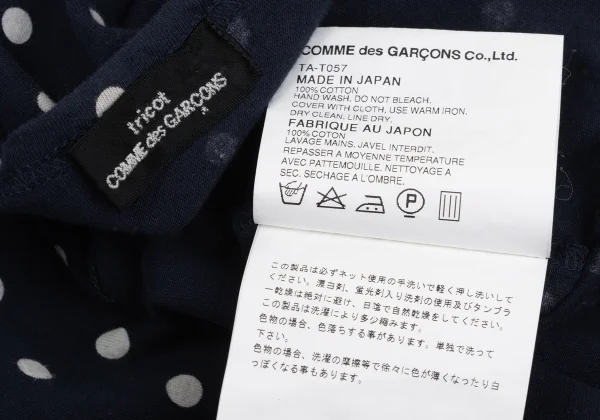 tricot
COMME des GARÇONS
COMME des GARÇONS Co.,Ltd.
TA-T057
MADE IN JAPAN
100% COTTON
HAND WASH. DO NOT BLEACH.
COVER WITH CLOTH, USE WARM IRON.
DRY CLEAN. LINE DRY.
FABRIQUE AU JAPON
100% COTON
LAVAGE MAINS. JAVEL INTERDIT.
REPASSER A MOYENNE TEMPERATURE
AVEC PATTEMOUILLE. NETTOYAGE A
SEC. SECHAGE A L'OMBRE.
P
この製品は必ずネット使用の手洗いで軽く押し洗いして
ください。漂白剤、蛍光剤入り洗剤の使用及びタンブラ
ー乾燥は絶対に避け、日陰で自然乾燥をしてください。
この製品は洗濯により多少縮みます。
色物の場合、色落ちする事があります。単独で洗って
下さい。
色物の場合、洗濯の摩擦等で徐々に色が薄くなったり白
っぽくなる事もあります。